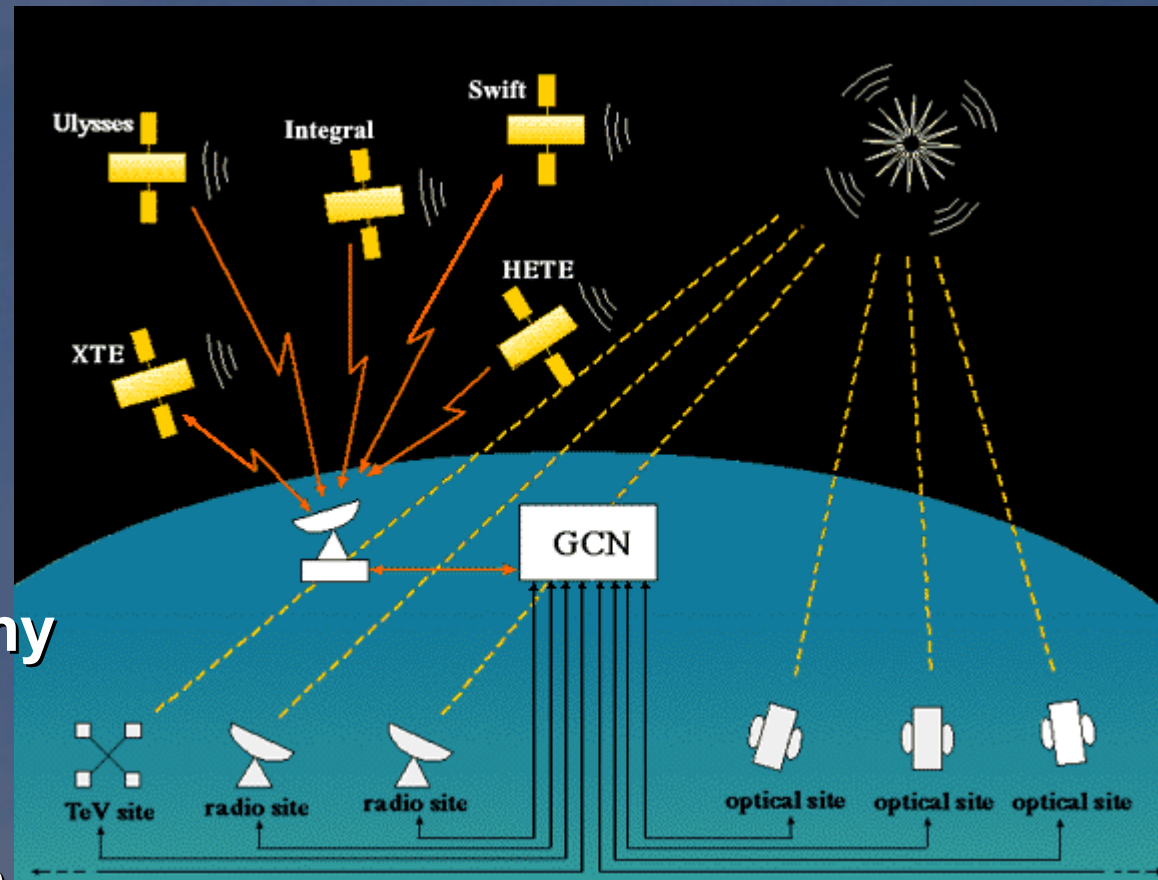 Swift
Ulysses
Integral
HETE
XTE
GCN
ny
TeV site
radio site
radio site
optical site
optical site
optical site